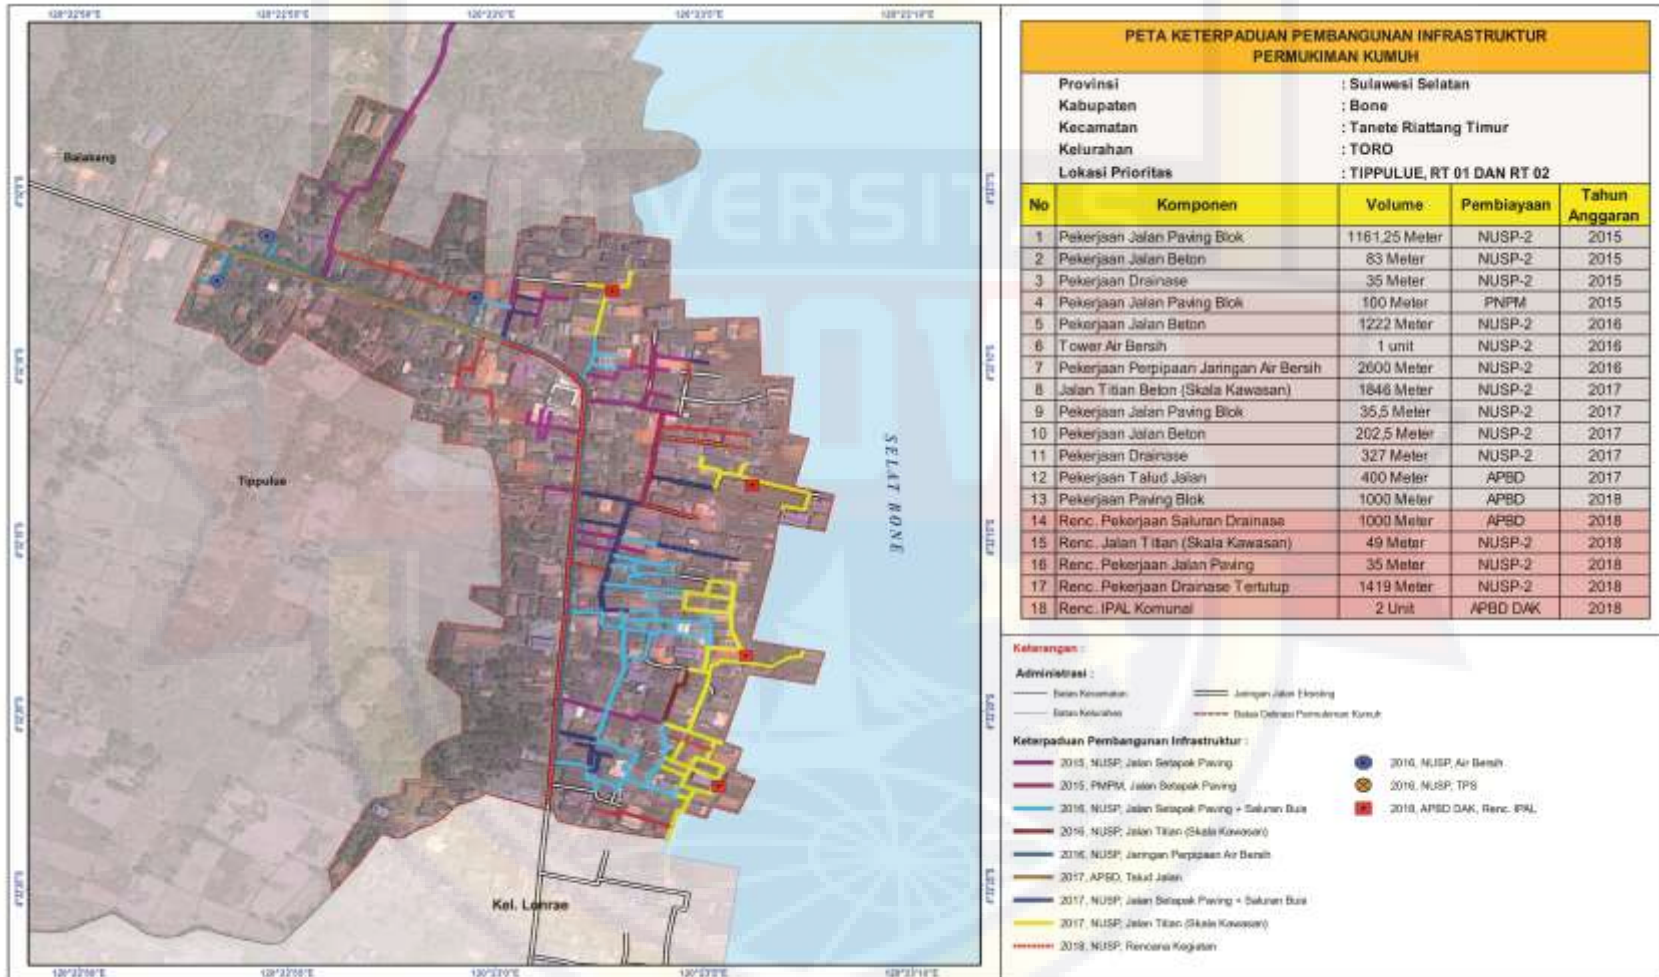 PETA KETERPADUAN PEMBANGUNAN INFRASTRUKTUR
PERMUKIMAN KUMUH
Provinsi : Sulawesi Selatan
Kabupaten : Bone
Kecamatan : Tanete Riattang Timur
Kelurahan : TORO
Lokasi Prioritas : TIPPULUE, RT 01 DAN RT 02
No Komponen Volume Pembiayaan Tahun Anggaran
1 Pekerjaan Jalan Paving Blok 1161,25 Meter NUSP-2 2015
2 Pekerjaan Jalan Beton 83 Meter NUSP-2 2015
3 Pekerjaan Drainase 35 Meter NUSP-2 2015
4 Pekerjaan Jalan Paving Blok 100 Meter PNPM 2015
5 Pekerjaan Jalan Beton 1222 Meter NUSP-2 2016
6 Tower Air Bersih 1 unit NUSP-2 2016
7 Pekerjaan Perpipaan Jaringan Air Bersih 2600 Meter NUSP-2 2016
8 Jalan Titian Beton (Skala Kawasan) 1846 Meter NUSP-2 2017
9 Pekerjaan Jalan Paving Blok 35,5 Meter NUSP-2 2017
10 Pekerjaan Jalan Beton 202,5 Meter NUSP-2 2017
11 Pekerjaan Drainase 327 Meter NUSP-2 2017
12 Pekerjaan Talud Jalan 400 Meter APBD 2017
13 Pekerjaan Paving Blok 1000 Meter APBD 2018
14 Renc. Pekerjaan Saluran Drainase 1000 Meter APBD 2018
15 Renc. Jalan Titian (Skala Kawasan) 49 Meter NUSP-2 2018
16 Renc. Pekerjaan Jalan Paving 35 Meter NUSP-2 2018
17 Renc. Pekerjaan Drainase Tertutup 1419 Meter NUSP-2 2018
18 Renc. IPAL Komunal 2 Unit APBD DAK 2018
Keterangan :
Administrasi :
Batas Kecamatan
Jaringan Jalan Eksisting
Batas Kelurahan
Batas Deliniasi Permukiman Kumuh
Keterpaduan Pembangunan Infrastruktur :
2015, NUSP, Jalan Setapak Paving
2015, PMPM, Jalan Setapak Paving
2016, NUSP, Jalan Setapak Paving + Saluran Buis
2016, NUSP, Jalan Titian (Skala Kawasan)
2016, NUSP, Jaringan Perpipaan Air Bersih
2017, APBD, Talud Jalan
2017, NUSP, Jalan Setapak Paving + Saluran Buis
2017, NUSP, Jalan Titian (Skala Kawasan)
2018, NUSP, Rencana Kegiatan
2016, NUSP, Air Bersih
2016, NUSP, TPS
2018, APBD DAK, Renc. IPAL
Tippulue
SELAT BONE
Kel. Lonrae